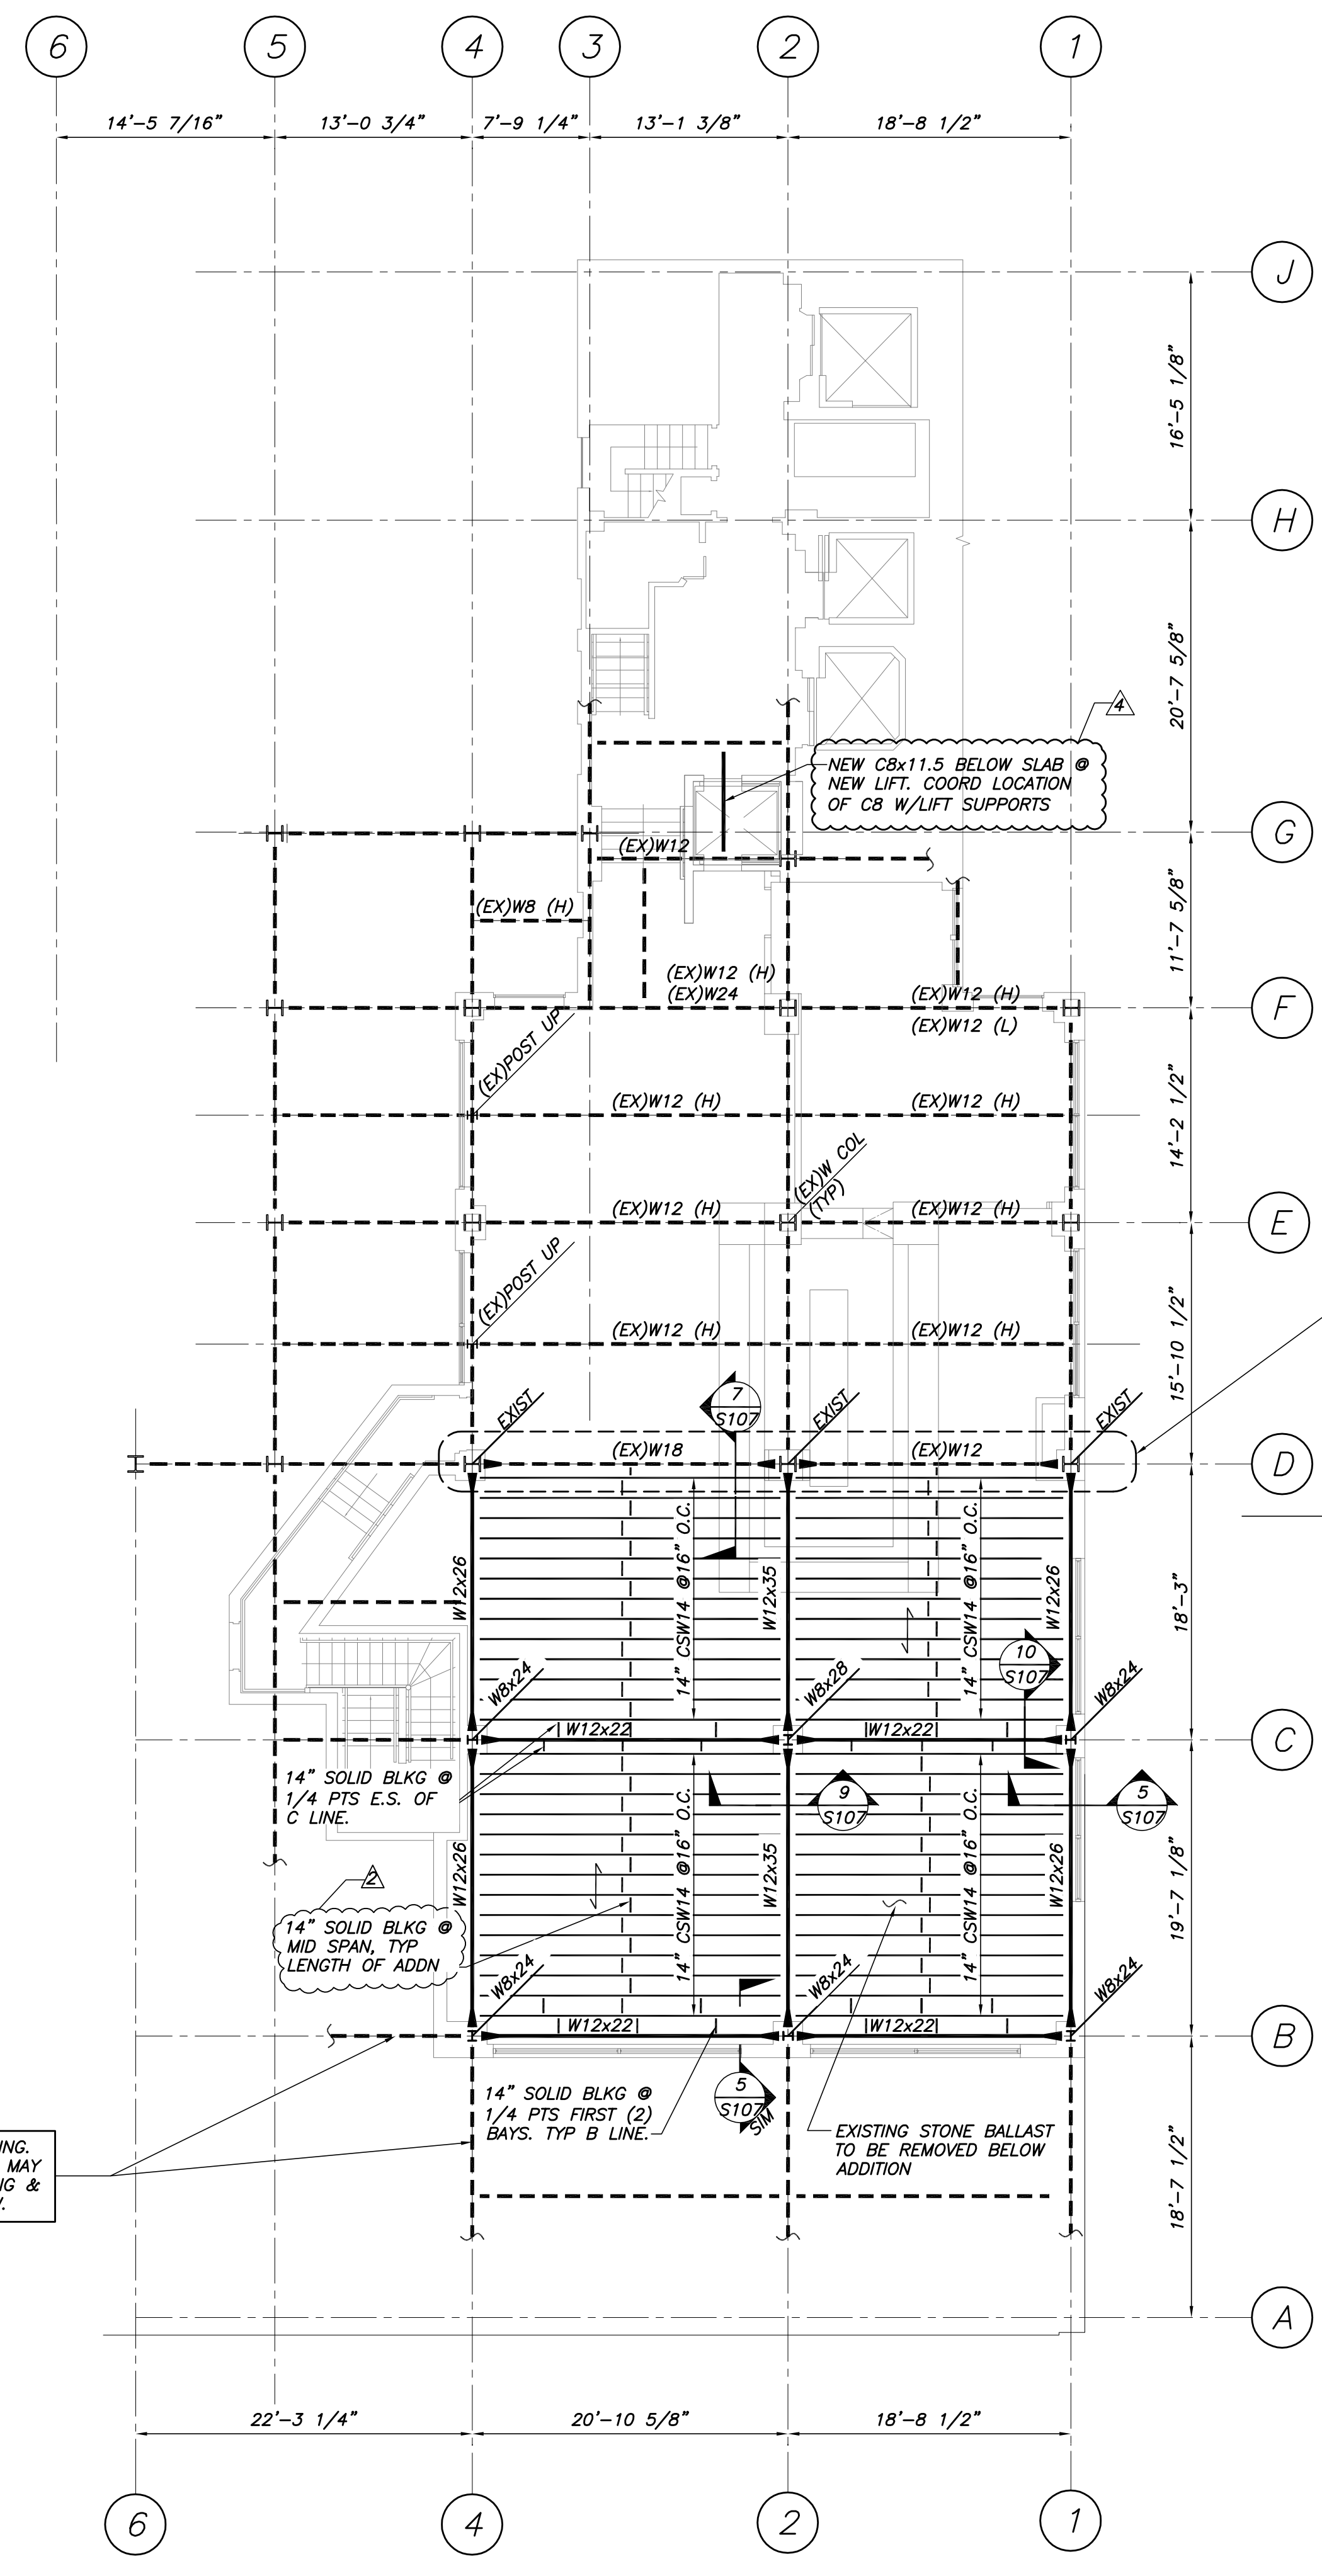 6 5 4 3 2 1
14'-5 7/16" 13'-0 3/4" 7'-9 1/4" 13'-1 3/8" 18'-8 1/2"
J
16'-5 1/8"
H
20'-7 5/8"
4
NEW C8x11.5 BELOW SLAB @
NEW LIFT. COORD LOCATION
OF C8 W/LIFT SUPPORTS
G
(EX)W12
(EX)W8 (H)
11'-7 5/8"
(EX)W12 (H)
(EX)W24
(EX)W12 (H)
(EX)W12 (L)
F
(EX)POST UP
14'-2 1/2"
(EX)W12 (H)
(EX)W12 (H)
(EX)W COL
(TYP)
(EX)W12 (H)
(EX)W12 (H)
E
(EX)POST UP
15'-10 1/2"
(EX)W12 (H)
(EX)W12 (H)
7
S107
EXIST
EXIST
EXIST
(EX)W18
(EX)W12
D
14" CSW14 @16" O.C.
14" CSW14 @16" O.C.
W12x26
W12x35
W12x26
18'-3"
10
S107
W8x24
W8x28
W8x24
W12x22
W12x22
C
14" SOLID BLKG @
1/4 PTS E.S. OF
C LINE.
9
S107
5
S107
14" CSW14 @16" O.C.
14" CSW14 @16" O.C.
W12x26
W12x35
W12x26
19'-7 1/8"
2
14" SOLID BLKG @
MID SPAN, TYP
LENGTH OF ADDN
W8x24
W8x24
W8x24
W12x22
W12x22
B
5
S107
SIM
14" SOLID BLKG @
1/4 PTS FIRST (2)
BAYS. TYP B LINE.
EXISTING STONE BALLAST
TO BE REMOVED BELOW
ADDITION
ING.
MAY
NG &
18'-7 1/2"
A
22'-3 1/4" 20'-10 5/8" 18'-8 1/2"
6 4 2 1